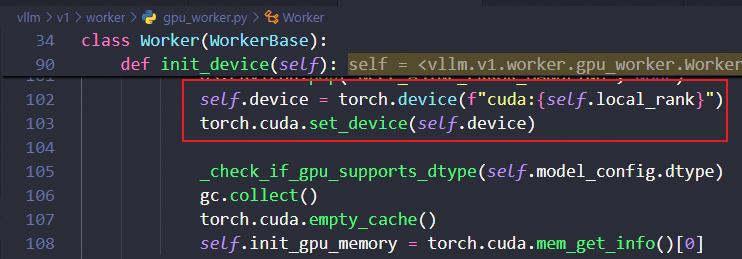 vllm > v1 > worker > gpu_worker.py > Worker
34 class Worker(WorkerBase):
90 def init_device(self): self = <vllm.v1.worker.gpu_worker.Worker
102 self.device = torch.device(f"cuda:{self.local_rank}")
103 torch.cuda.set_device(self.device)
104
105 _check_if_gpu_supports_dtype(self.model_config.dtype)
106 gc.collect()
107 torch.cuda.empty_cache()
108 self.init_gpu_memory = torch.cuda.mem_get_info()[0]